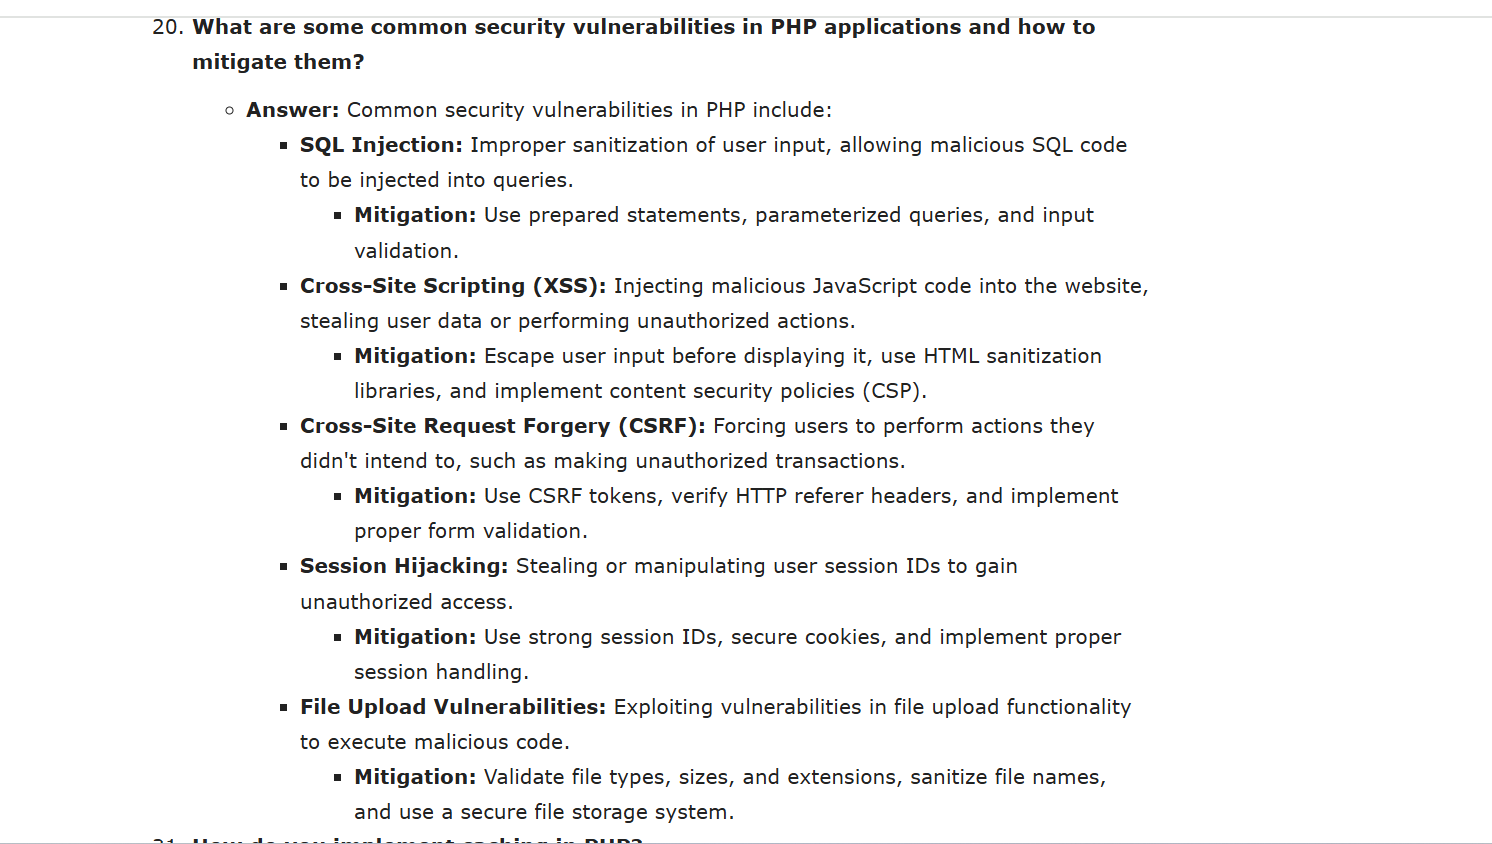 20. What are some common security vulnerabilities in PHP applications and how to
mitigate them?
Answer: Common security vulnerabilities in PHP include:
SQL Injection: Improper sanitization of user input, allowing malicious SQL code
to be injected into queries.
Mitigation: Use prepared statements, parameterized queries, and input
validation.
Cross-Site Scripting (XSS): Injecting malicious JavaScript code into the website,
stealing user data or performing unauthorized actions.
Mitigation: Escape user input before displaying it, use HTML sanitization
libraries, and implement content security policies (CSP).
Cross-Site Request Forgery (CSRF): Forcing users to perform actions they
didn't intend to, such as making unauthorized transactions.
Mitigation: Use CSRF tokens, verify HTTP referer headers, and implement
proper form validation.
Session Hijacking: Stealing or manipulating user session IDs to gain
unauthorized access.
Mitigation: Use strong session IDs, secure cookies, and implement proper
session handling.
File Upload Vulnerabilities: Exploiting vulnerabilities in file upload functionality
to execute malicious code.
Mitigation: Validate file types, sizes, and extensions, sanitize file names,
and use a secure file storage system.
21. How do you implement caching in PHP?